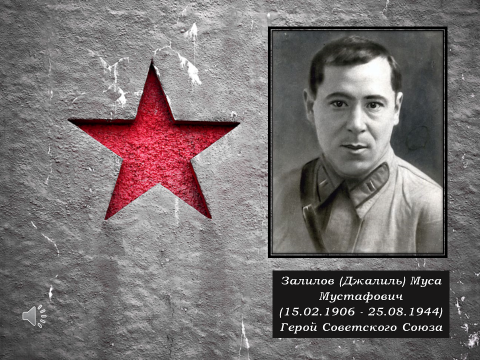 Залилов (Джалиль) Муса
Мустафович
(15.02.1906 - 25.08.1944)
Герой Советского Союза